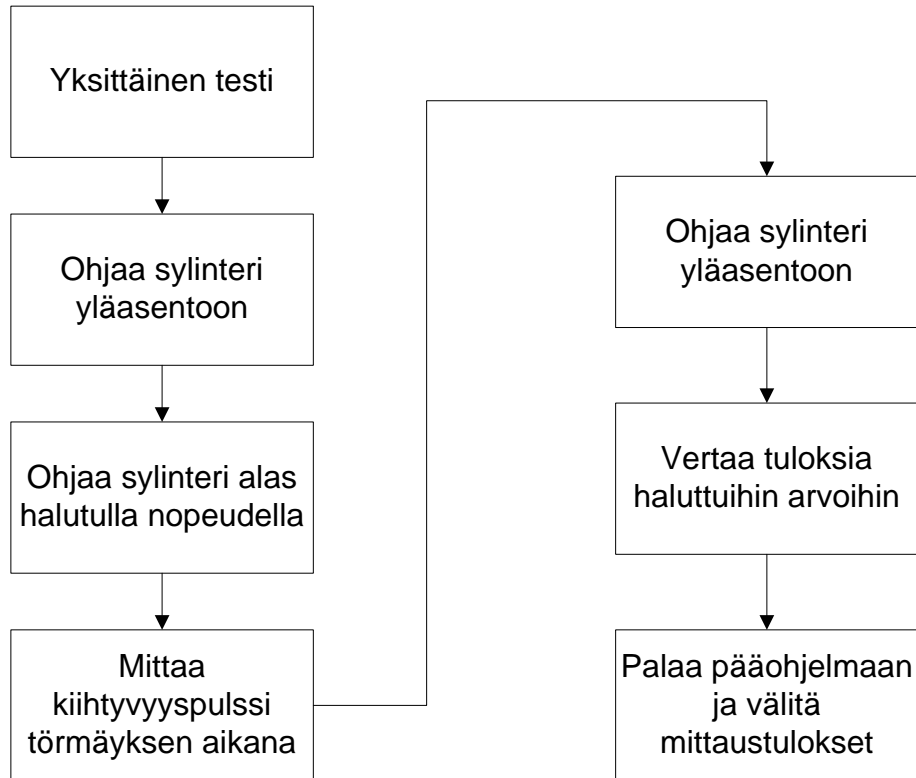 Yksittäinen testi
Ohjaa sylinteri
yläasentoon
Ohjaa sylinteri alas
halutulla nopeudella
Mittaa
kiihtyvyyspulssi
törmäyksen aikana
Ohjaa sylinteri
yläasentoon
Vertaa tuloksia
haluttuihin arvoihin
Palaa pääohjelmaan
ja välitä
mittaustulokset